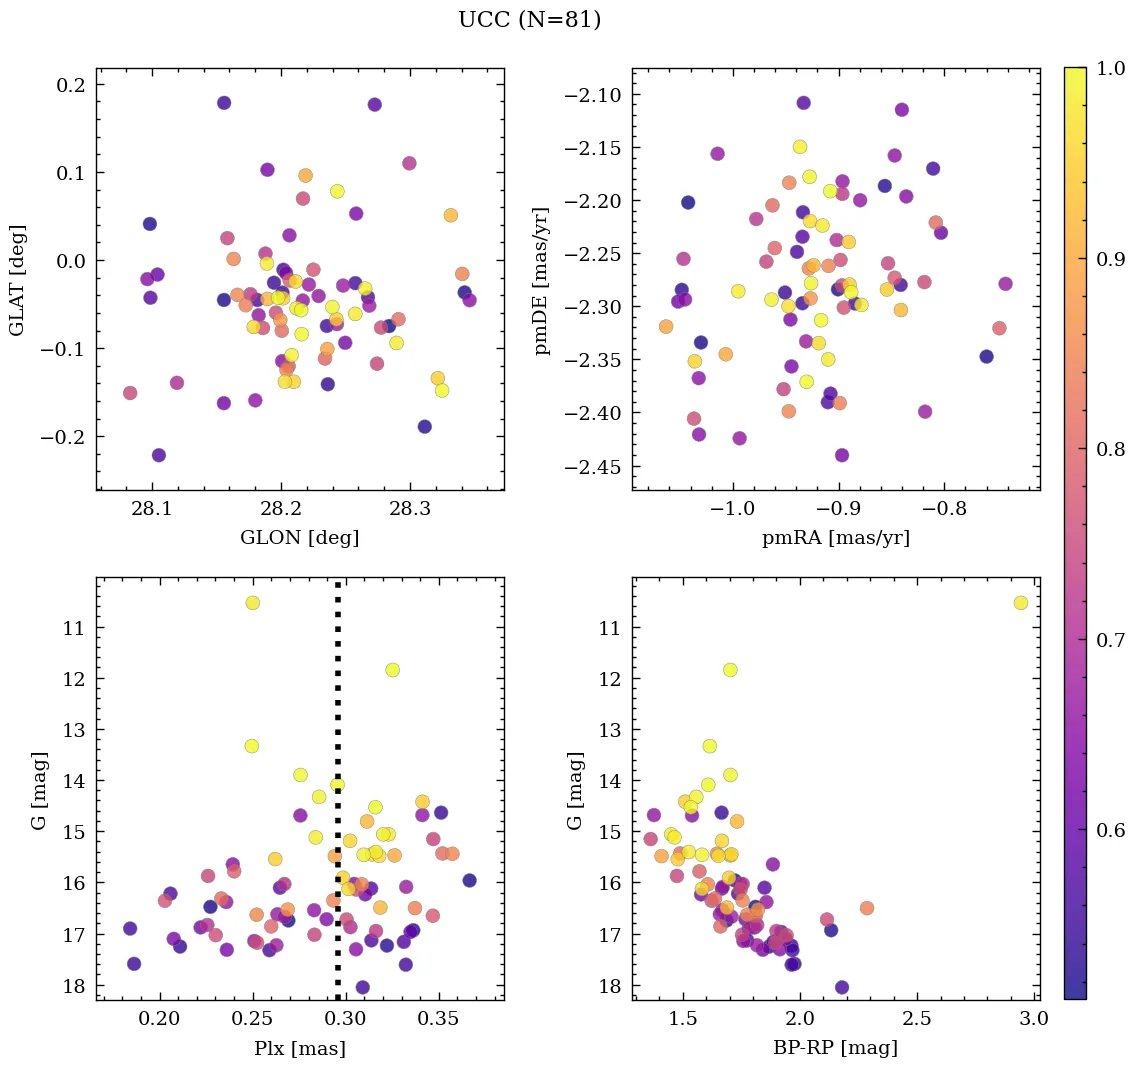 UCC (N=81)
0.2
0.1
0.0
−0.1
−0.2
GLAT [deg]
28.1 28.2 28.3
GLON [deg]
−2.10
−2.15
−2.20
−2.25
−2.30
−2.35
−2.40
−2.45
pmDE [mas/yr]
−1.0 −0.9 −0.8
pmRA [mas/yr]
11
12
13
14
15
16
17
18
G [mag]
0.20 0.25 0.30 0.35
Plx [mas]
11
12
13
14
15
16
17
18
G [mag]
1.5 2.0 2.5 3.0
BP-RP [mag]
1.0
0.9
0.8
0.7
0.6